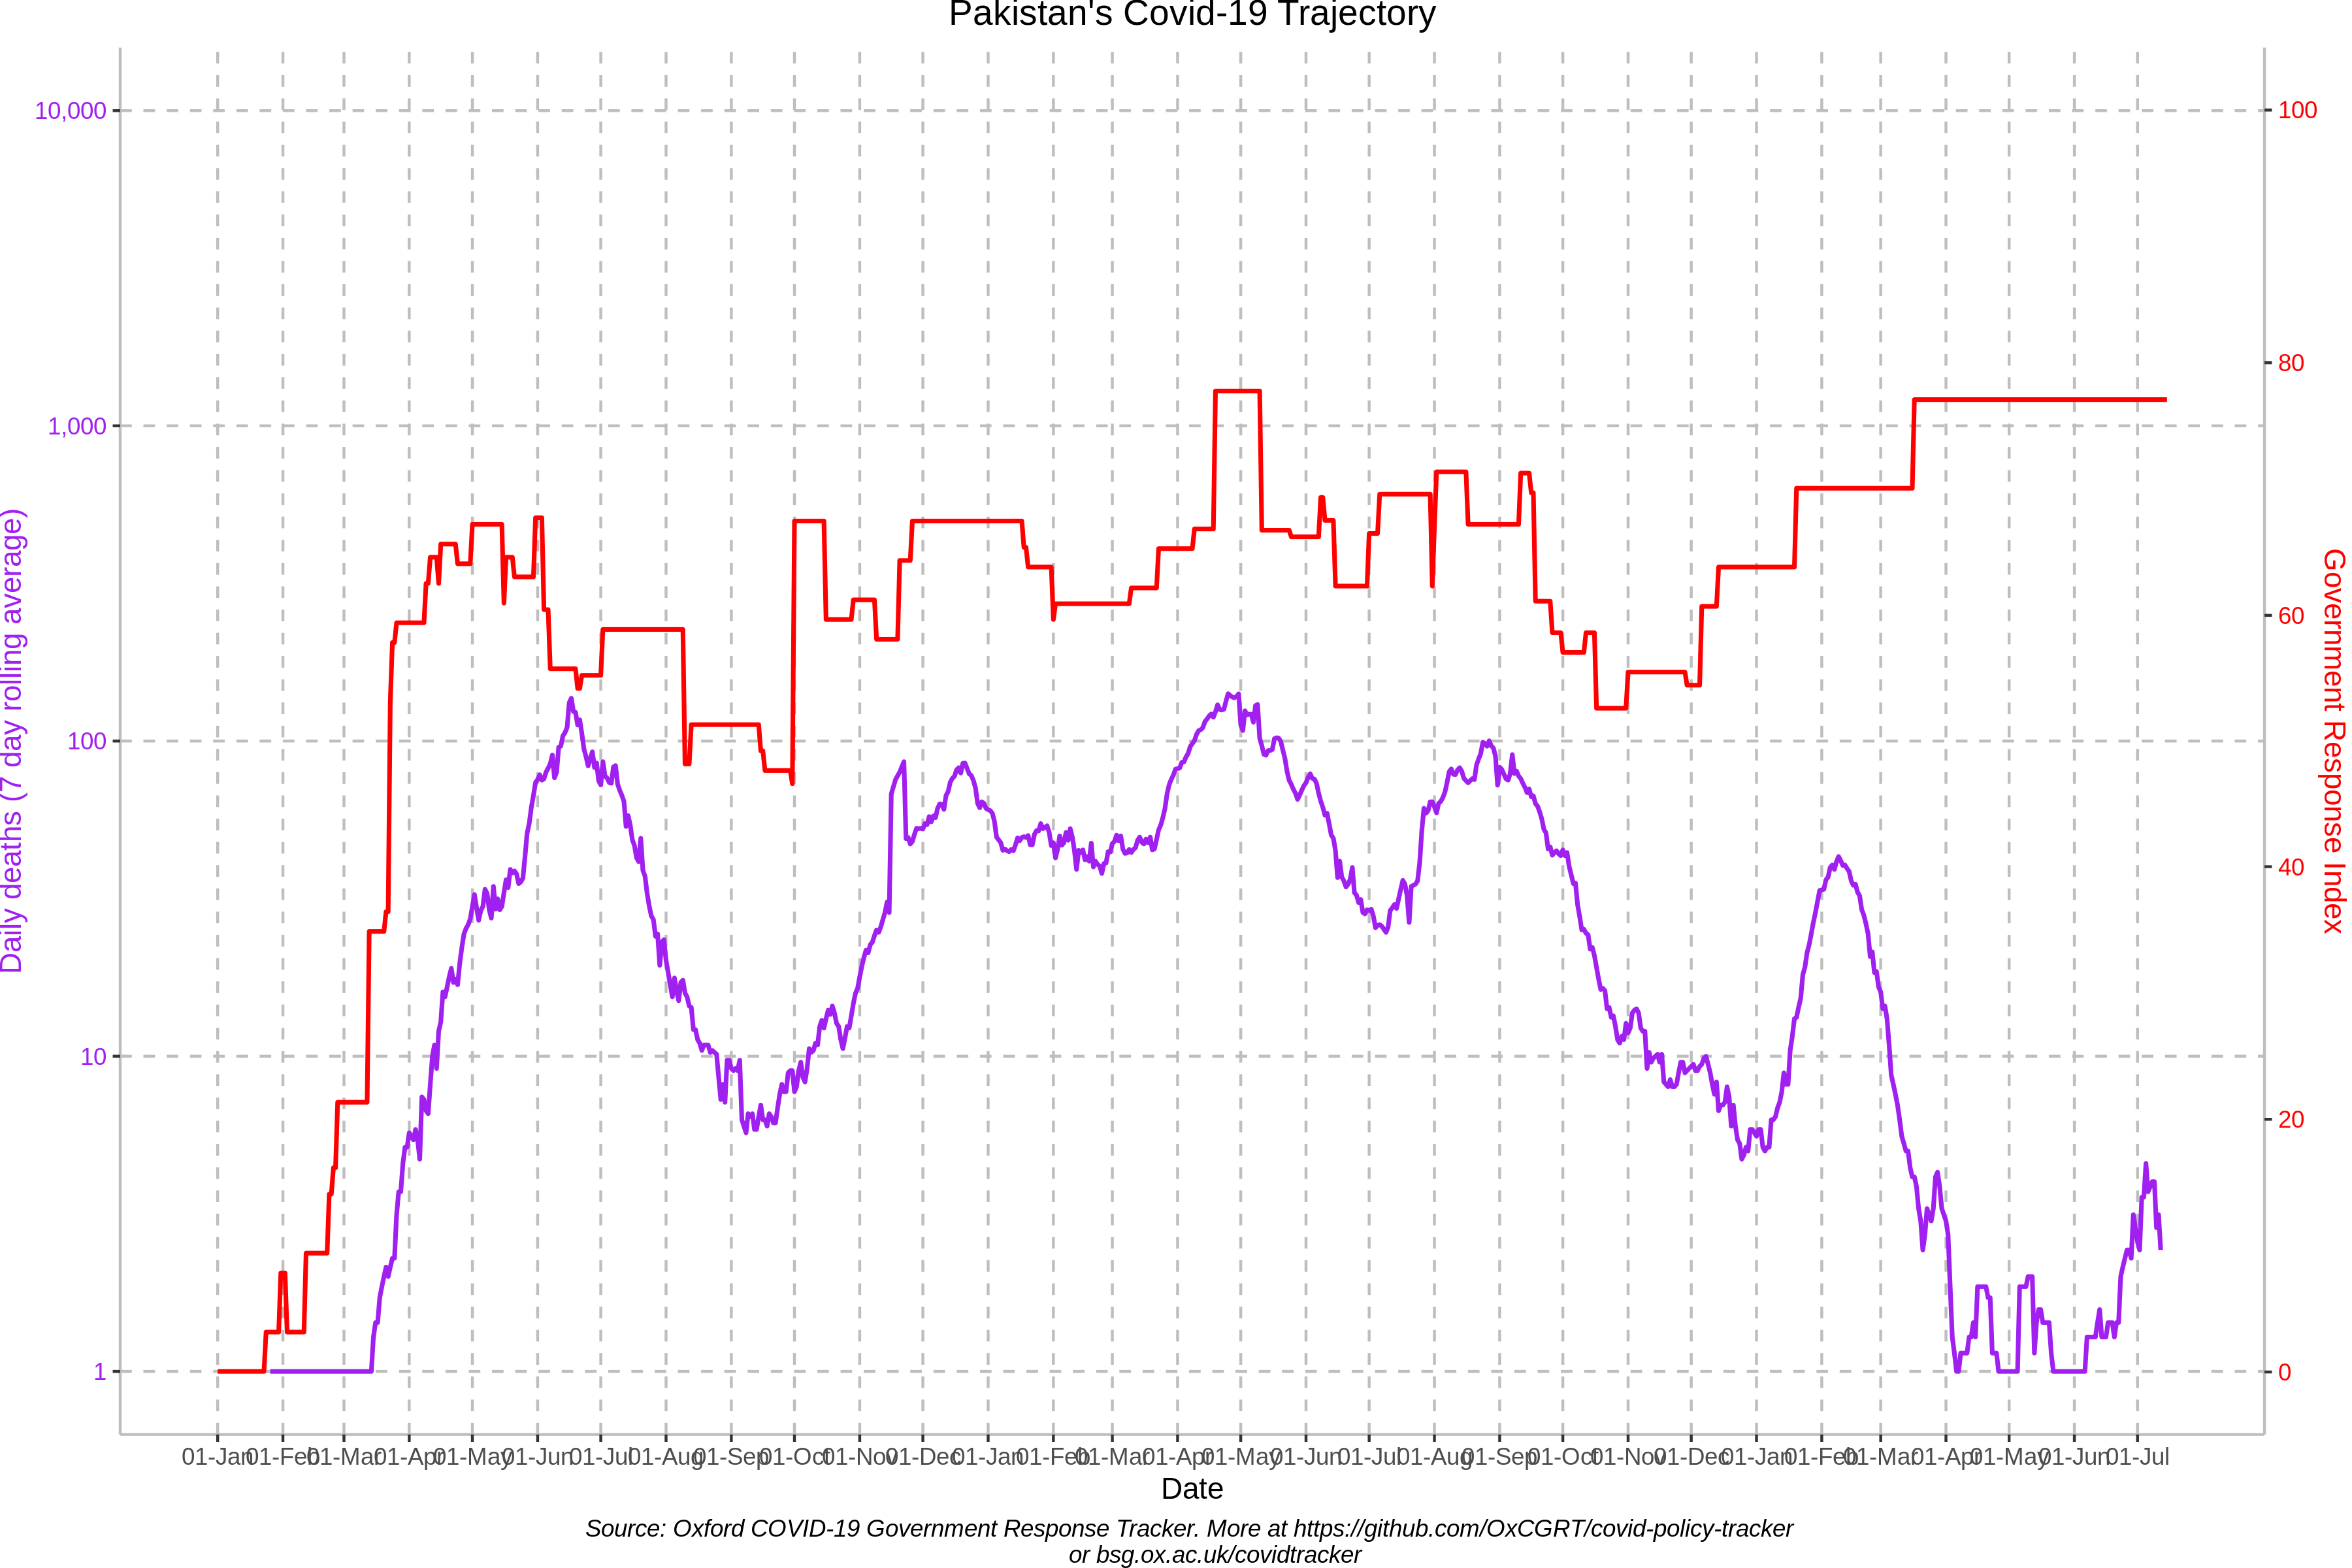 Pakistan's Covid-19 Trajectory
10,000
1,000
100
10
1
Daily deaths (7 day rolling average)
100
80
60
40
20
0
Government Response Index
01-Jan 01-Feb 01-Mar 01-Apr 01-May 01-Jun 01-Jul 01-Aug 01-Sep 01-Oct 01-Nov 01-Dec 01-Jan 01-Feb 01-Mar 01-Apr 01-May 01-Jun 01-Jul 01-Aug 01-Sep 01-Oct 01-Nov 01-Dec 01-Jan 01-Feb 01-Mar 01-Apr 01-May 01-Jun 01-Jul
Date
Source: Oxford COVID-19 Government Response Tracker. More at https://github.com/OxCGRT/covid-policy-tracker
or bsg.ox.ac.uk/covidtracker